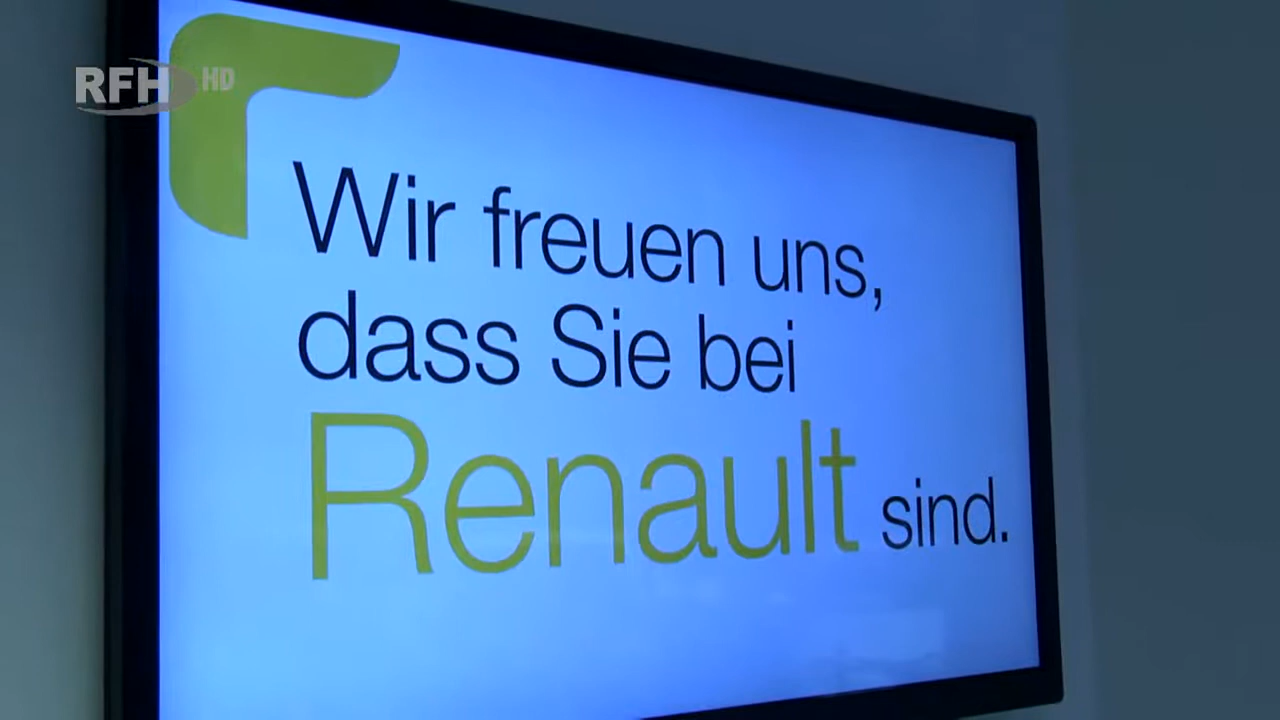 RFH HD
Wir freuen uns,
dass Sie bei
Renault sind.